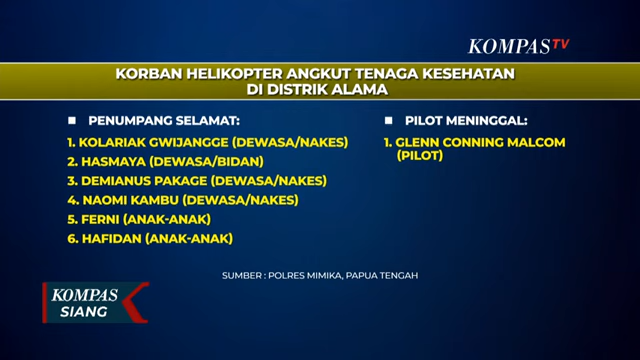 KOMPAS TV
KORBAN HELIKOPTER ANGKUT TENAGA KESEHATAN
DI DISTRIK ALAMA
PENUMPANG SELAMAT:
1. KOLARIAK GWIJANGGE (DEWASA/NAKES)
2. HASMAYA (DEWASA/BIDAN)
3. DEMIANUS PAKAGE (DEWASA/NAKES)
4. NAOMI KAMBU (DEWASA/NAKES)
5. FERNI (ANAK-ANAK)
6. HAFIDAN (ANAK-ANAK)
PILOT MENINGGAL:
1. GLENN CONNING MALCOM
(PILOT)
SUMBER : POLRES MIMIKA, PAPUA TENGAH
KOMPAS
SIANG